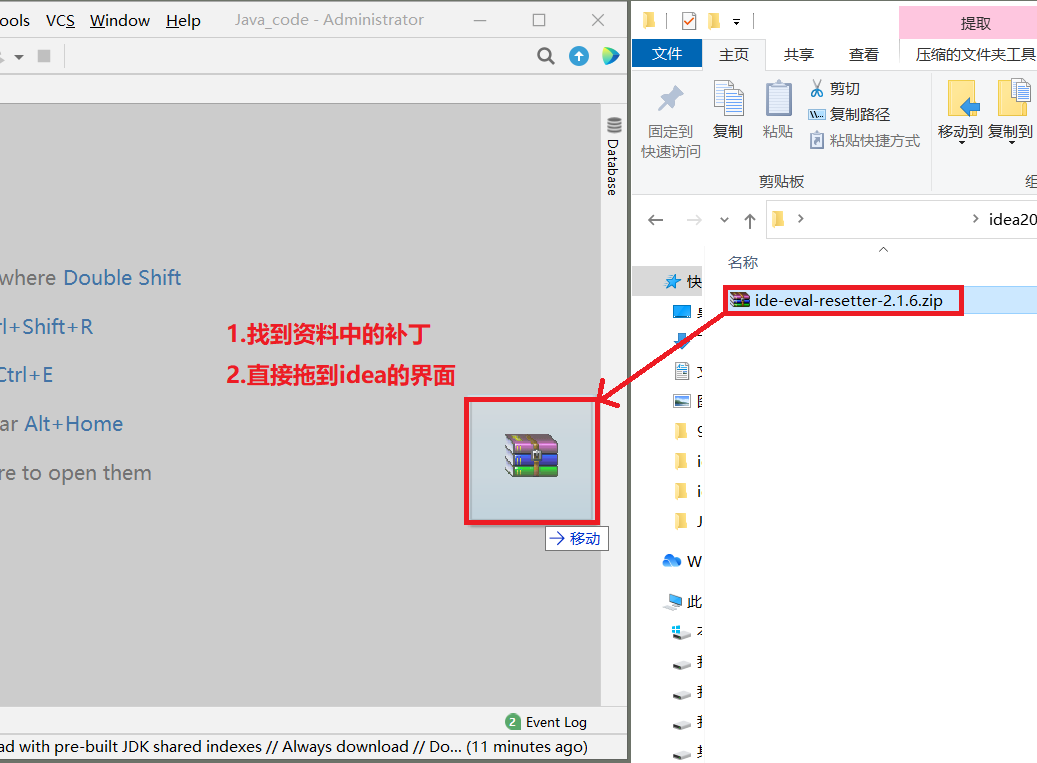 ools VCS Window Help Java_code - Administrator
Database
where Double Shift
rl+Shift+R
Ctrl+E
ar Alt+Home
re to open them
1.找到资料中的补丁
2.直接拖到idea的界面
移动
2 Event Log
ad with pre-built JDK shared indexes // Always download // Do... (11 minutes ago)
提取
文件 主页 共享 查看 压缩的文件夹工具
固定到
快速访问
复制
粘贴
剪切
复制路径
粘贴快捷方式
移动到 复制到
剪贴板
idea20
名称
快
ide-eval-resetter-2.1.6.zip
W
此